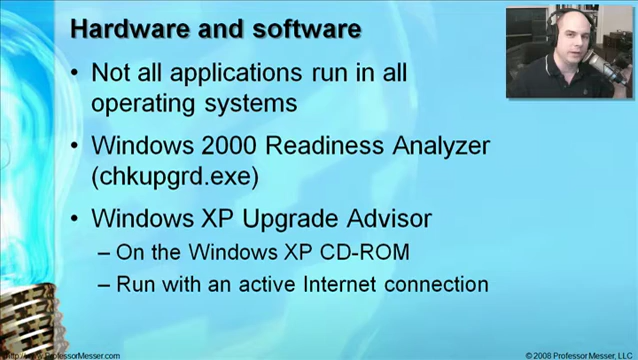 Hardware and software
• Not all applications run in all
operating systems
• Windows 2000 Readiness Analyzer
(chkupgrd.exe)
• Windows XP Upgrade Advisor
– On the Windows XP CD-ROM
– Run with an active Internet connection
http://www.ProfessorMesser.com
© 2008 Professor Messer, LLC